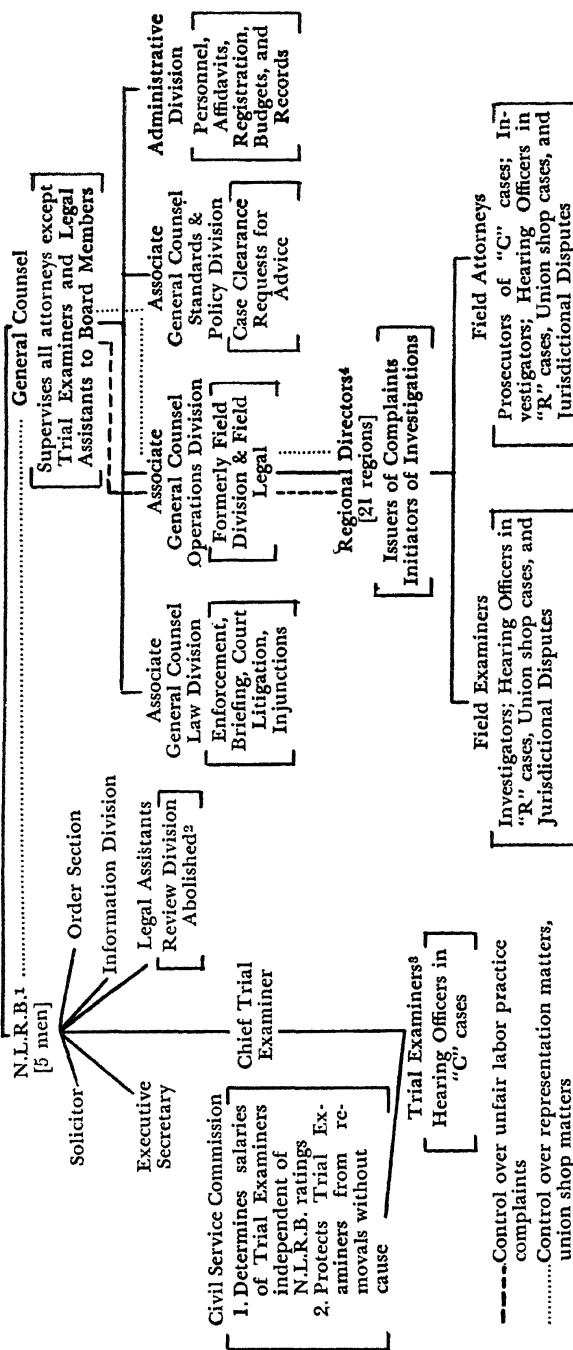 N.L.R.B.¹
[5 men]
General Counsel
Supervises all attorneys except
Trial Examiners and Legal
Assistants to Board Members
Solicitor
Order Section
Information Division
Executive
Secretary
Legal Assistants
Review Division
Abolished²
Associate
General Counsel
Law Division
Enforcement,
Briefing, Court
Litigation,
Injunctions
Associate
General Counsel
Operations Division
Formerly Field
Division & Field
Legal
Associate
General Counsel
Standards &
Policy Division
Case Clearance
Requests for
Advice
Administrative
Division
Personnel,
Affidavits,
Registration,
Budgets, and
Records
Civil Service Commission
1. Determines salaries
of Trial Examiners
independent of
N.L.R.B. ratings
2. Protects Trial Ex-
aminers from re-
movals without
cause
Chief Trial
Examiner
Trial Examiners³
Hearing Officers in
"C" cases
Regional Directors⁴
[21 regions]
Issuers of Complaints
Initiators of Investigations
Field Examiners
Investigators; Hearing Officers in
"R" cases, Union shop cases, and
Jurisdictional Disputes
Field Attorneys
Prosecutors of "C" cases; In-
vestigators; Hearing Officers in
"R" cases, Union shop cases, and
Jurisdictional Disputes
Control over unfair labor practice
complaints
Control over representation matters,
union shop matters